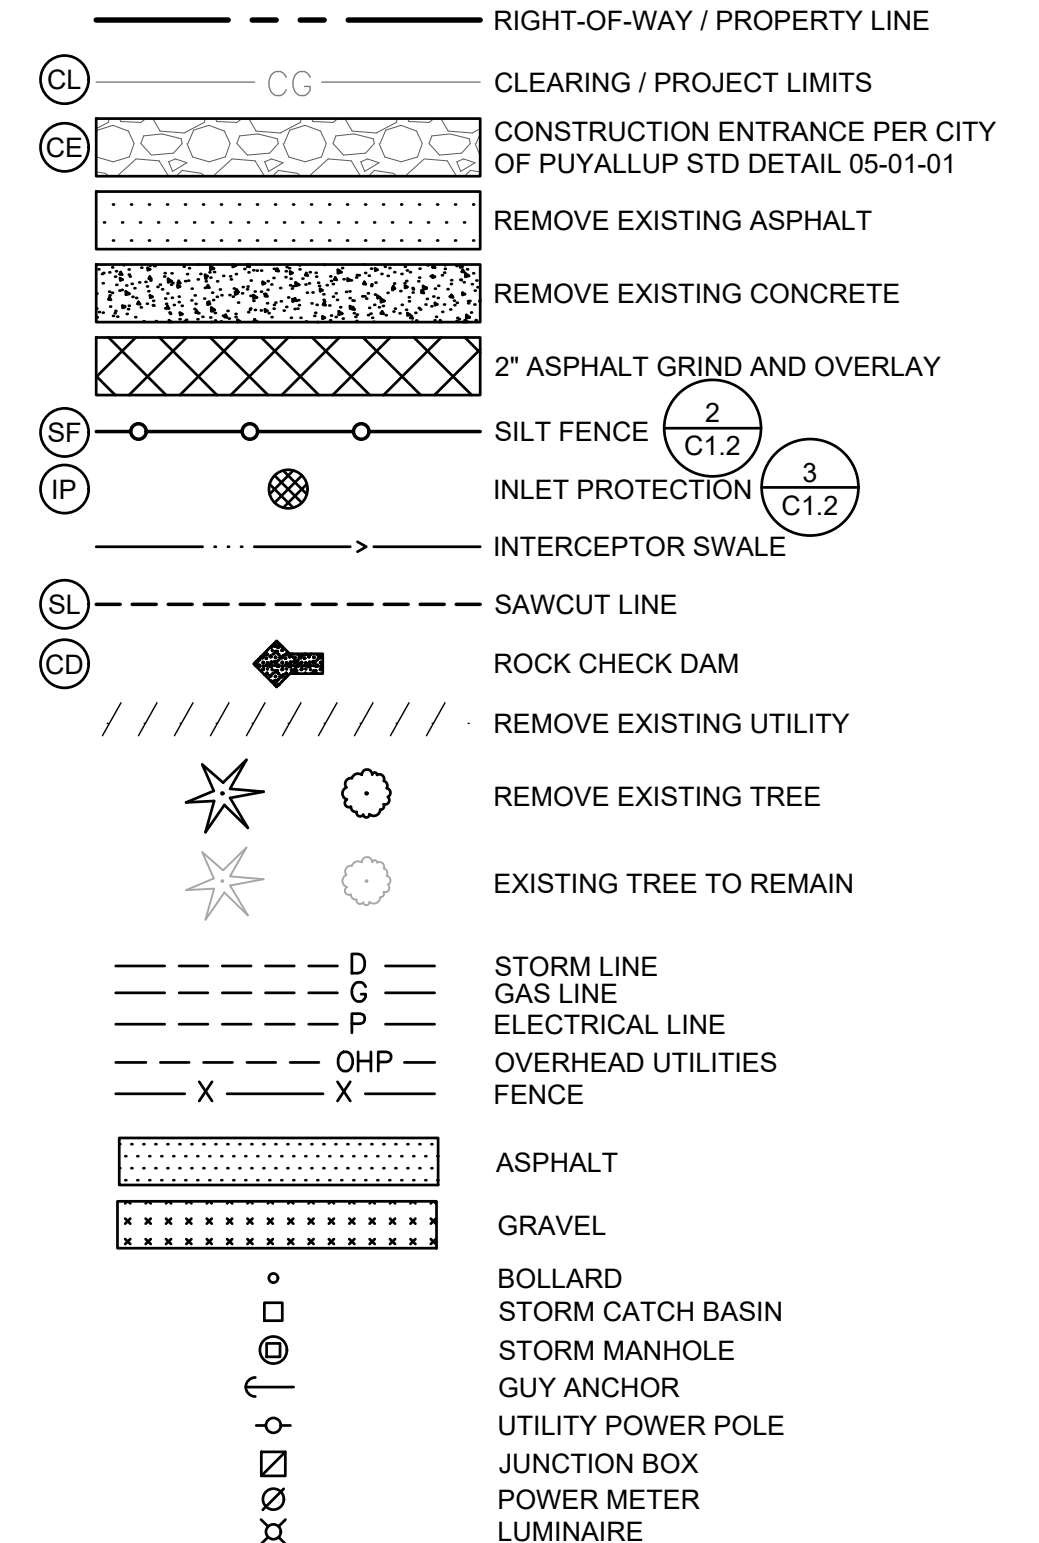 RIGHT-OF-WAY / PROPERTY LINE
CL CG CLEARING / PROJECT LIMITS
CE CONSTRUCTION ENTRANCE PER CITY
OF PUYALLUP STD DETAIL 05-01-01
REMOVE EXISTING ASPHALT
REMOVE EXISTING CONCRETE
2" ASPHALT GRIND AND OVERLAY
SF SILT FENCE 2
C1.2
IP INLET PROTECTION 3
C1.2
INTERCEPTOR SWALE
SL SAWCUT LINE
CD ROCK CHECK DAM
REMOVE EXISTING UTILITY
REMOVE EXISTING TREE
EXISTING TREE TO REMAIN
D STORM LINE
G GAS LINE
P ELECTRICAL LINE
OHP OVERHEAD UTILITIES
X X FENCE
ASPHALT
GRAVEL
BOLLARD
STORM CATCH BASIN
STORM MANHOLE
GUY ANCHOR
UTILITY POWER POLE
JUNCTION BOX
POWER METER
LUMINAIRE